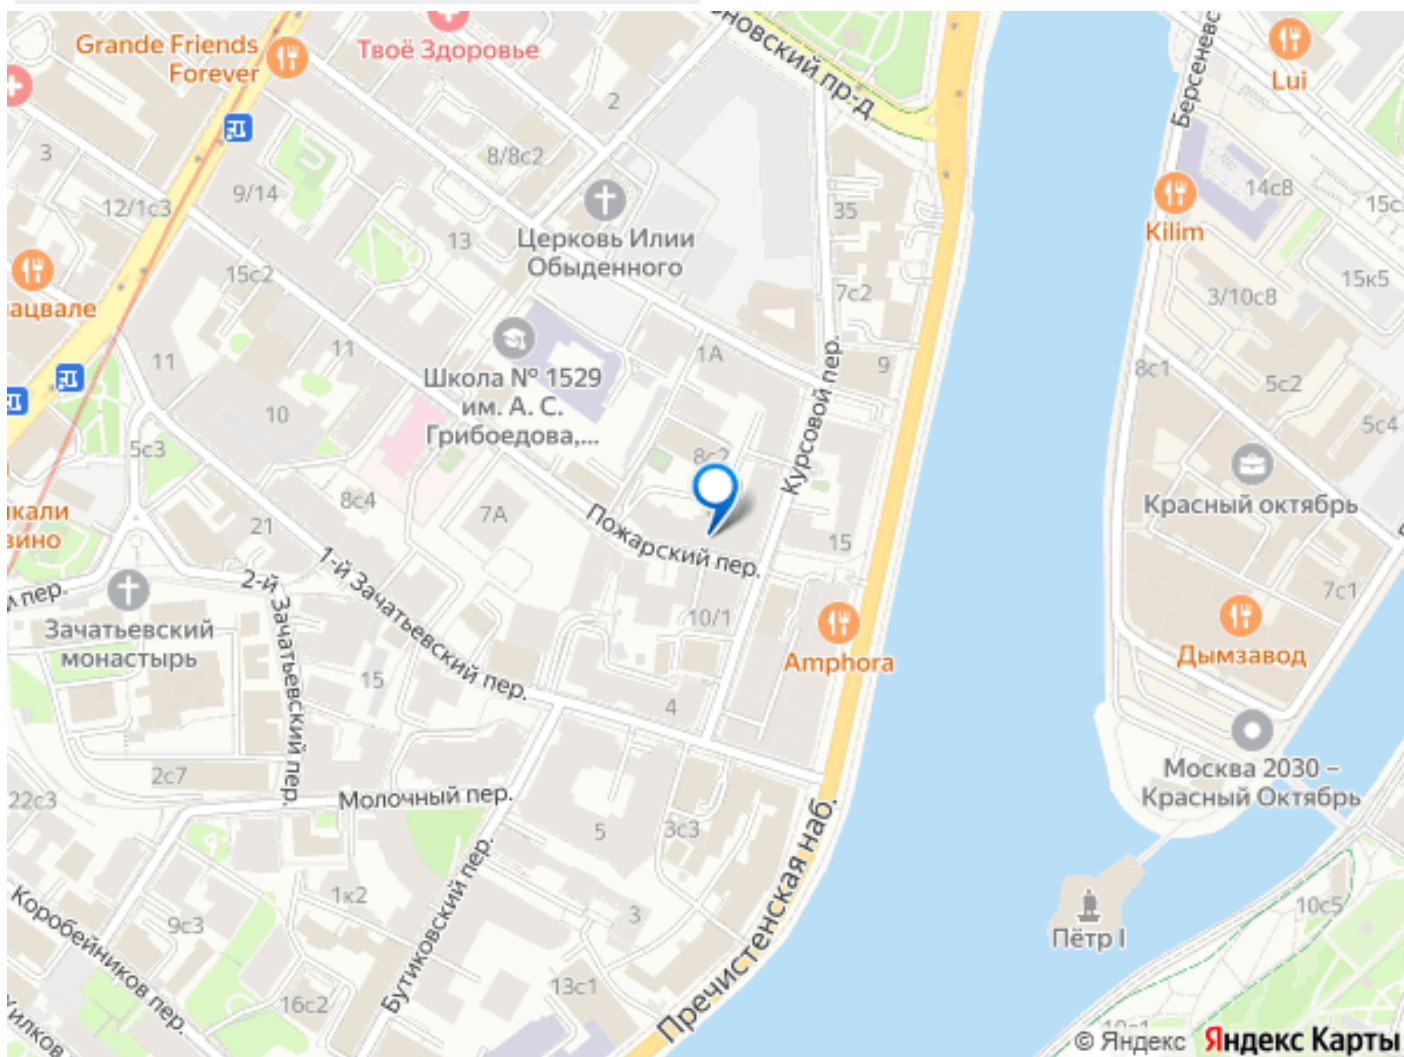 Grande Friends
Forever
Твоё Здоровье
новский пр-д
Берсеневс
Lui
2
3
8/8с2
9/14
12/1с3
14с8
15с
35
Kilim
13
Церковь Илии
Обыденного
15с2
7с2
3/10с8
15к5
ацвале
11
11
1А
9
8с1
5с2
Школа № 1529
им. А. С.
Грибоедова,...
Курсовой пер.
10
5с3
5с4
8с2
Красный октябрь
8с4
7А
Пожарский пер.
15
21
1-й Зачатьевский пер.
2-й Зачатьевский пер.
пер.
7с1
10/1
Зачатьевский
монастырь
Amphora
Дымзавод
15
4
Москва 2030 –
Красный Октябрь
2с7
22с3
Молочный пер.
5
3с3
Пречистенская наб.
1к2
Бутиковский пер.
Коробейников пер.
9с3
3
10с5
Пётр I
13с1
16с2
© Яндекс Яндекс Карты